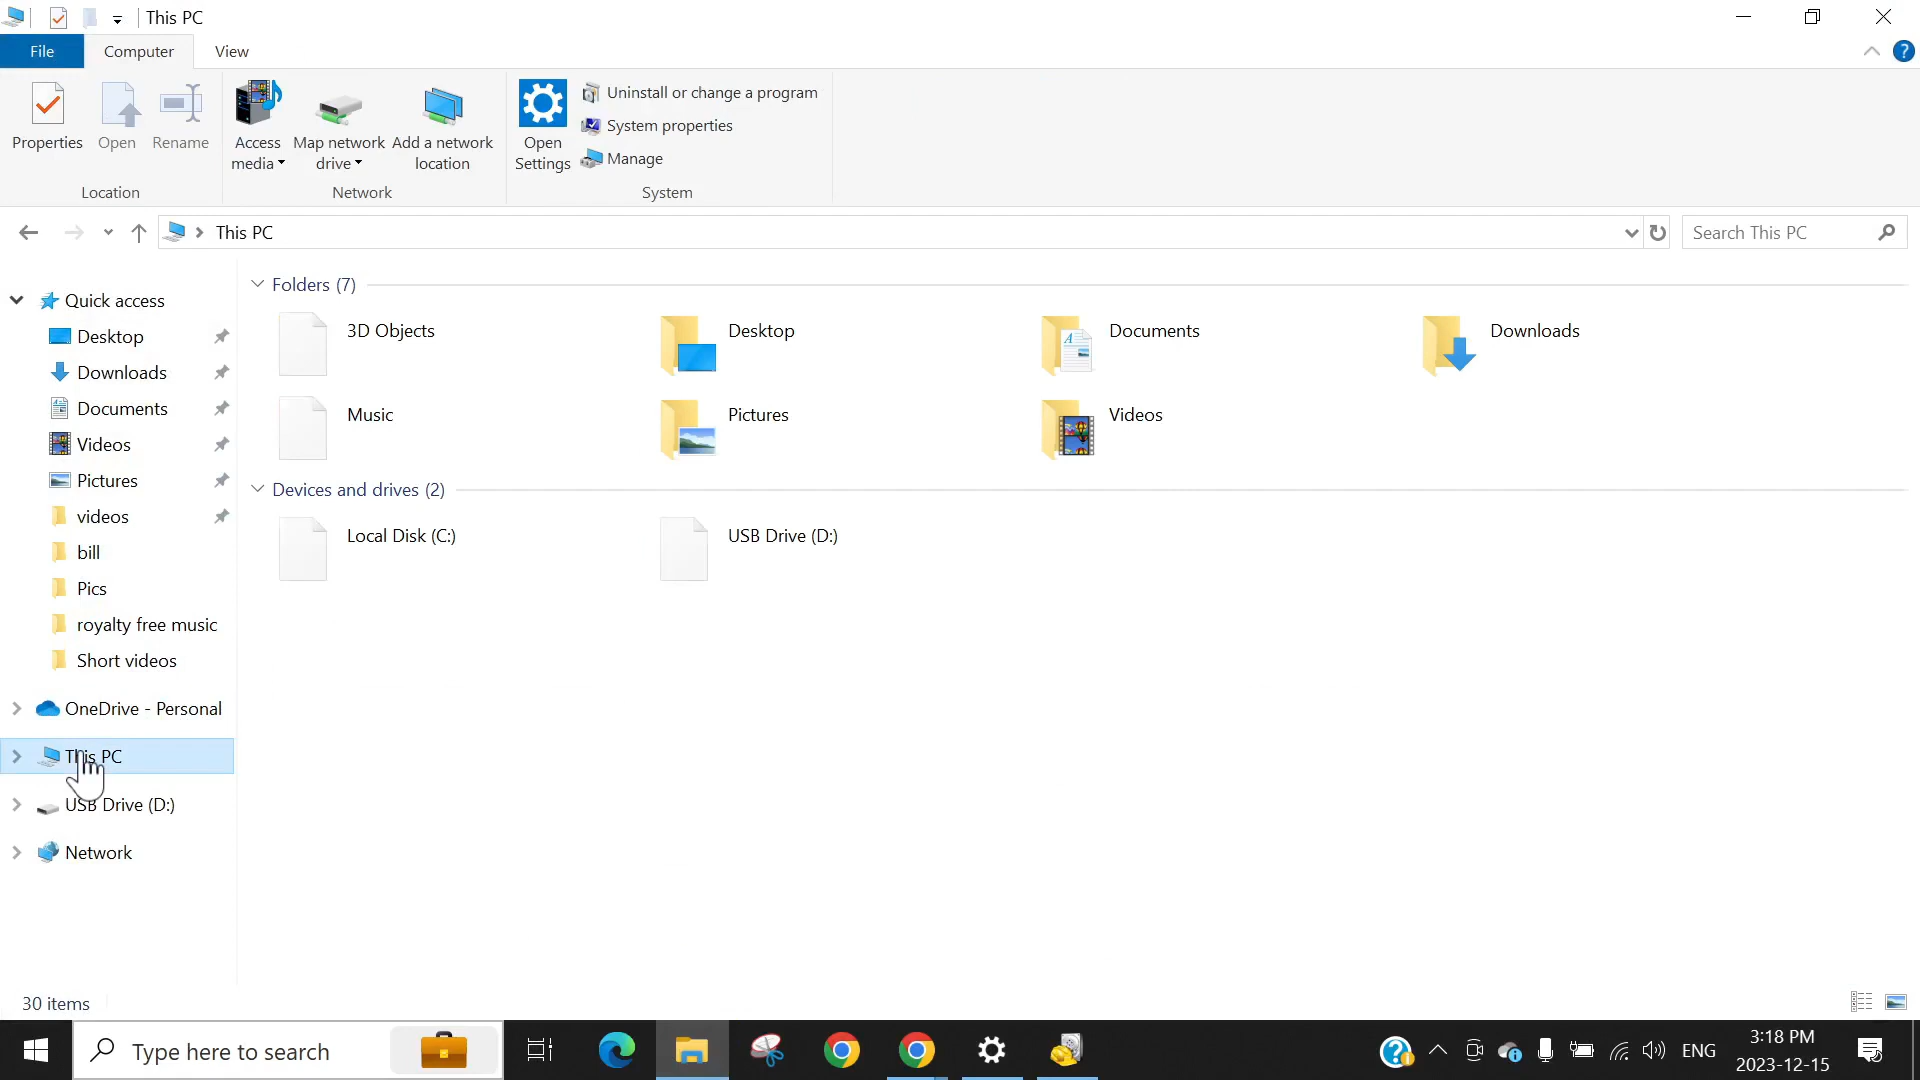 This PC
File
Computer
View
?
Properties
Open
Rename
Access
media
Map network
drive
Add a network
location
Open
Settings
Uninstall or change a program
System properties
Manage
Location
Network
System
This PC
Search This PC
Quick access
Desktop
Downloads
Documents
Videos
Pictures
videos
bill
Pics
royalty free music
Short videos
OneDrive - Personal
This PC
USB Drive (D:)
Network
Folders (7)
3D Objects
Desktop
Documents
Downloads
Music
Pictures
Videos
Devices and drives (2)
Local Disk (C:)
USB Drive (D:)
30 items
Type here to search
?
ENG
3:18 PM
2023-12-15